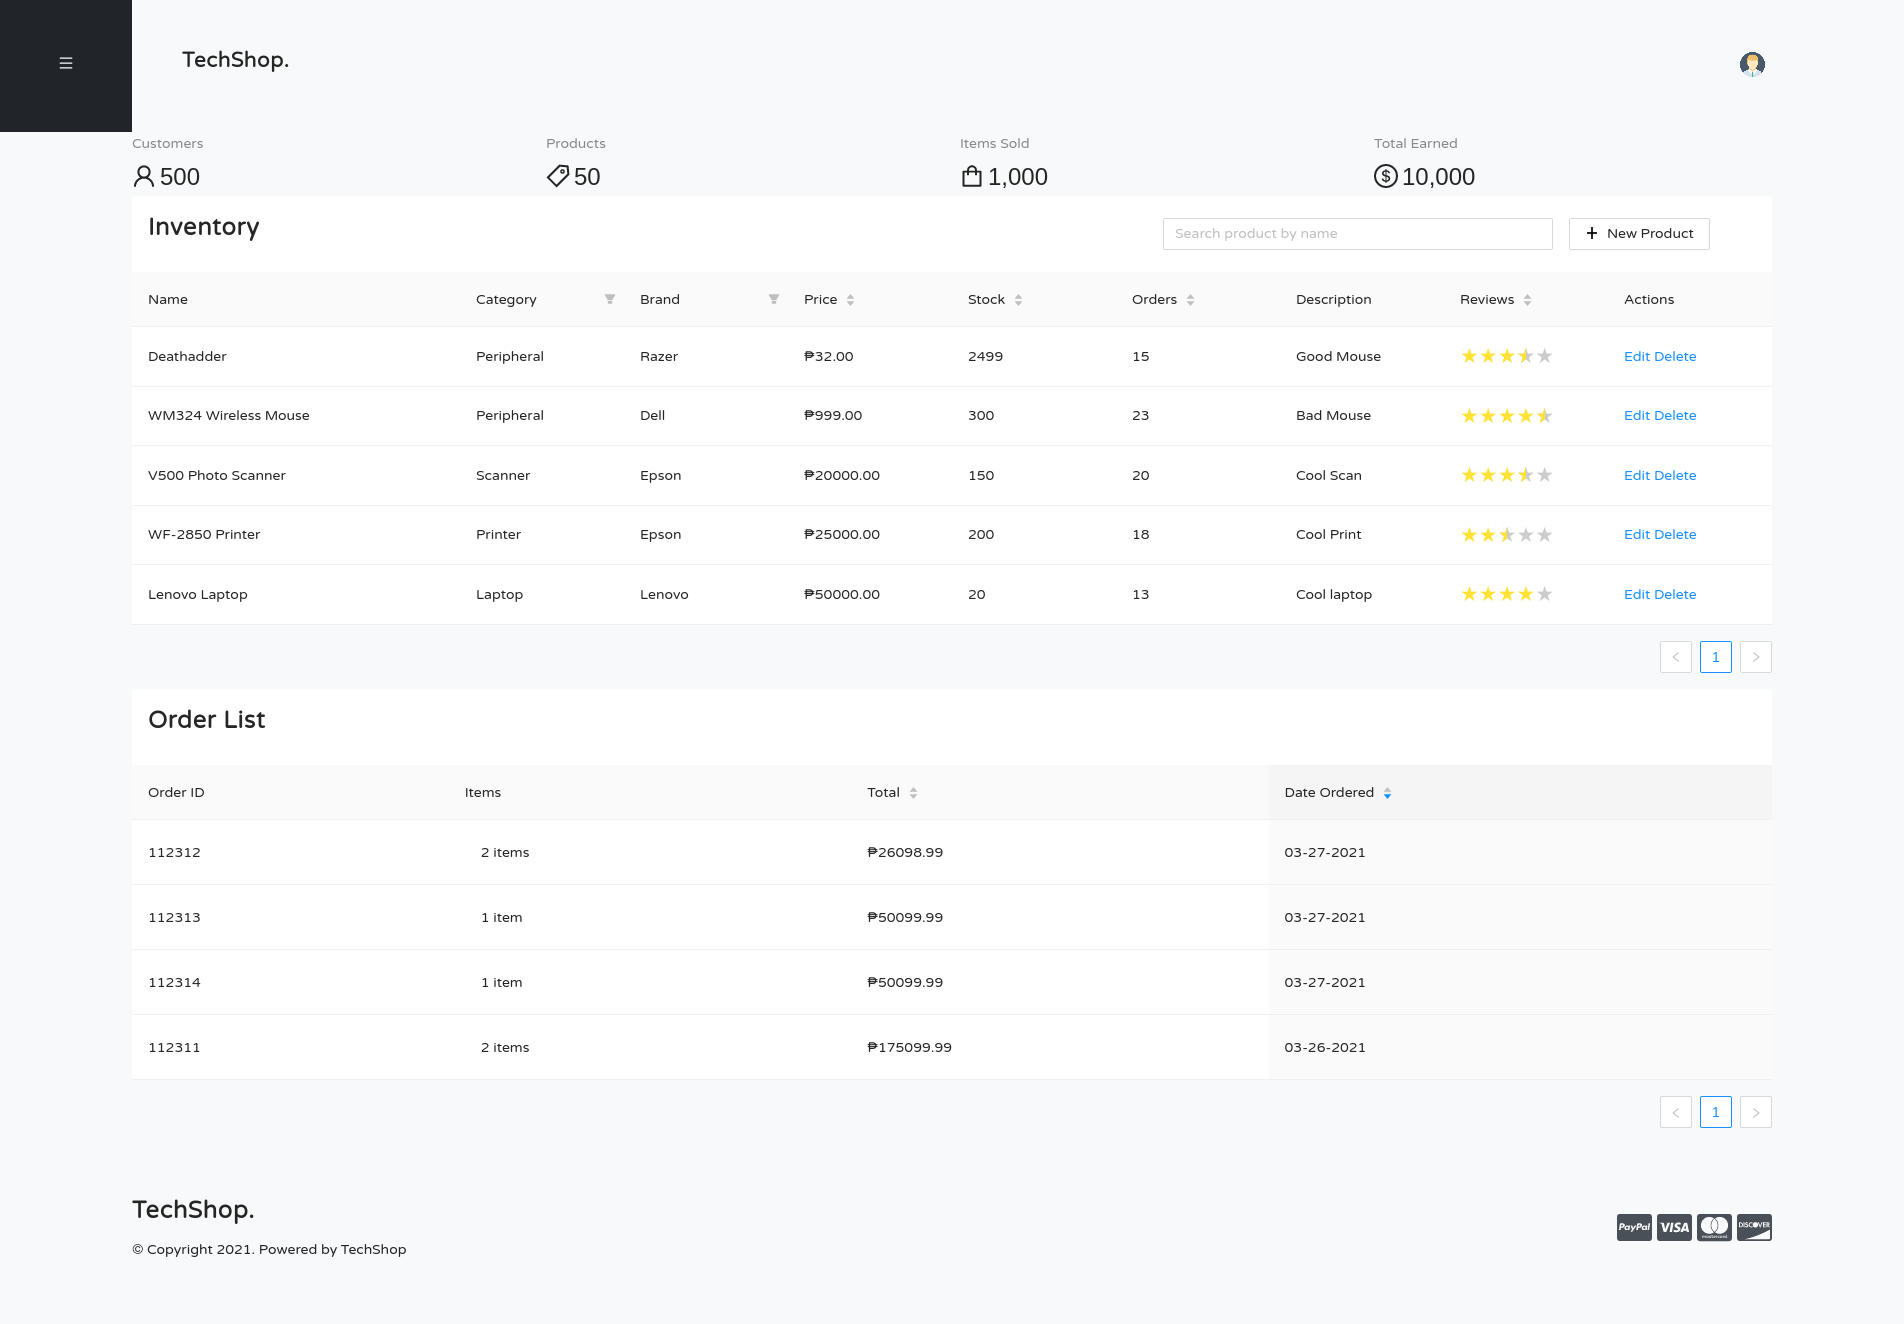 TechShop.
Customers Products Items Sold Total Earned
500 50 1,000 10,000
Inventory Search product by name New Product
Name Category Brand Price Stock Orders Description Reviews Actions
Deathadder Peripheral Razer ₱32.00 2499 15 Good Mouse Edit Delete
WM324 Wireless Mouse Peripheral Dell ₱999.00 300 23 Bad Mouse Edit Delete
V500 Photo Scanner Scanner Epson ₱20000.00 150 20 Cool Scan Edit Delete
WF-2850 Printer Printer Epson ₱25000.00 200 18 Cool Print Edit Delete
Lenovo Laptop Laptop Lenovo ₱50000.00 20 13 Cool laptop Edit Delete
1
Order List
Order ID Items Total Date Ordered
112312 2 items ₱26098.99 03-27-2021
112313 1 item ₱50099.99 03-27-2021
112314 1 item ₱50099.99 03-27-2021
112311 2 items ₱175099.99 03-26-2021
1
TechShop.
PayPal VISA mastercard DISCOVER
© Copyright 2021. Powered by TechShop